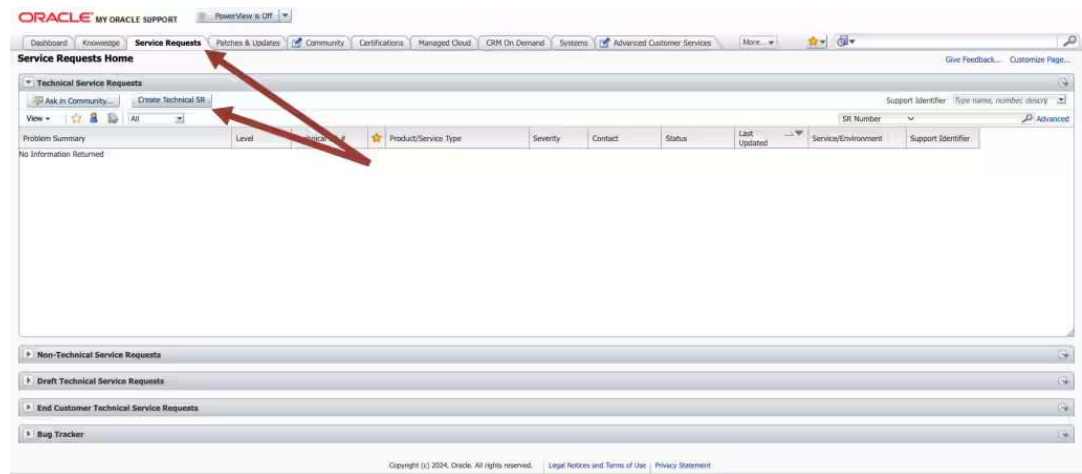 ORACLE MY ORACLE SUPPORT PowerView is Off
Dashboard Knowledge Service Requests Patches & Updates Community Certifications Managed Cloud CRM On Demand Systems Advanced Customer Services More...
Service Requests Home Give Feedback... Customize Page...
Technical Service Requests
Ask in Community... Create Technical SR Support Identifier Type name, number, descrip
View All SR Number Advanced
Problem Summary Level # Product/Service Type Severity Contact Status Last Updated Service/Environment Support Identifier
No Information Returned
Non-Technical Service Requests
Draft Technical Service Requests
End Customer Technical Service Requests
Bug Tracker
Copyright (c) 2024, Oracle. All rights reserved. Legal Notices and Terms of Use Privacy Statement